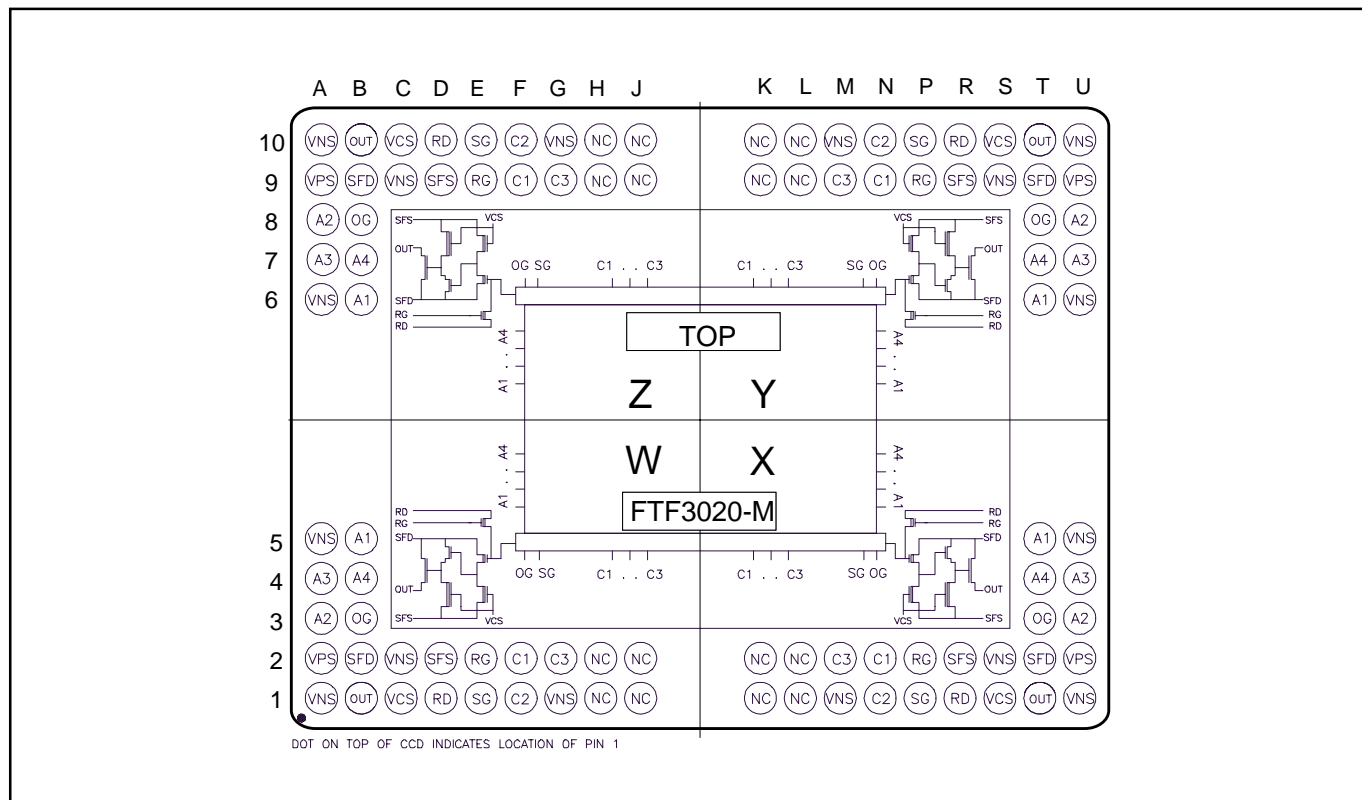 A B C D E F G H J K L M N P R S T U
10 VNS OUT VCS RD SG C2 VNS NC NC NC NC VNS C2 SG RD VCS OUT VNS
9 VPS SFD VNS SFS RG C1 C3 NC NC NC NC C3 C1 RG SFS VNS SFD VPS
8 A2 OG SFS VCS VCS SFS OG A2
OUT OUT
7 A3 A4 OG SG C1 . . C3 C1 . . C3 SG OG A4 A3
6 VNS A1 SFD SFD A1 VNS
RG RG
RD RD
TOP
A4 . . A1 A4 . . A1
Z Y
W X
A4 . . A1 A4 . . A1
FTF3020-M
RD RD
RG RG
5 VNS A1 SFD SFD A1 VNS
4 A3 A4 OG SG C1 . . C3 C1 . . C3 SG OG A4 A3
OUT OUT
3 A2 OG SFS VCS VCS SFS OG A2
2 VPS SFD VNS SFS RG C1 C3 NC NC NC NC C3 C1 RG SFS VNS SFD VPS
1 VNS OUT VCS RD SG C2 VNS NC NC NC NC VNS C2 SG RD VCS OUT VNS
DOT ON TOP OF CCD INDICATES LOCATION OF PIN 1